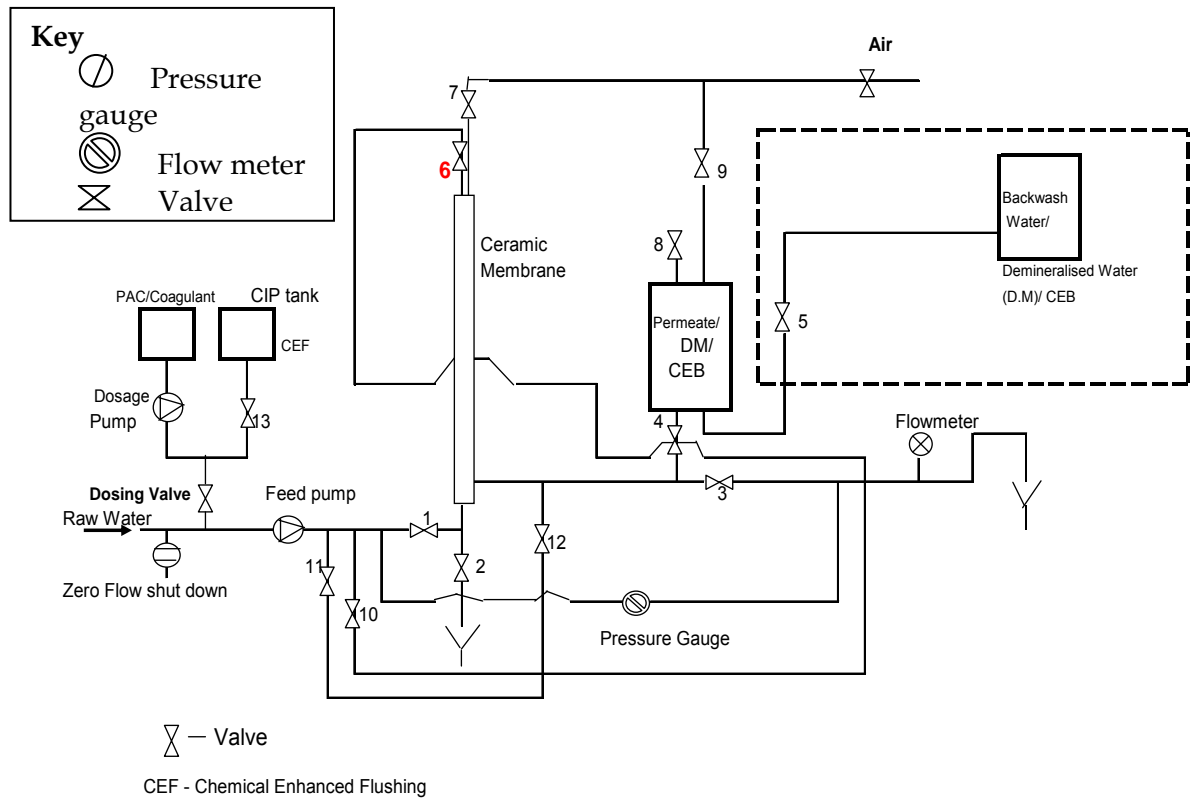 Key
Pressure
gauge
Flow meter
Valve
Air
7
6
9
8
Ceramic
Membrane
Backwash
Water/
Demineralised Water
(D.M)/ CEB
5
PAC/Coagulant
CIP tank
CEF
Permeate/
DM/
CEB
Dosage
Pump
13
4
Flowmeter
3
Dosing Valve
Raw Water
Feed pump
1
12
2
11
10
Zero Flow shut down
Pressure Gauge
– Valve
CEF - Chemical Enhanced Flushing